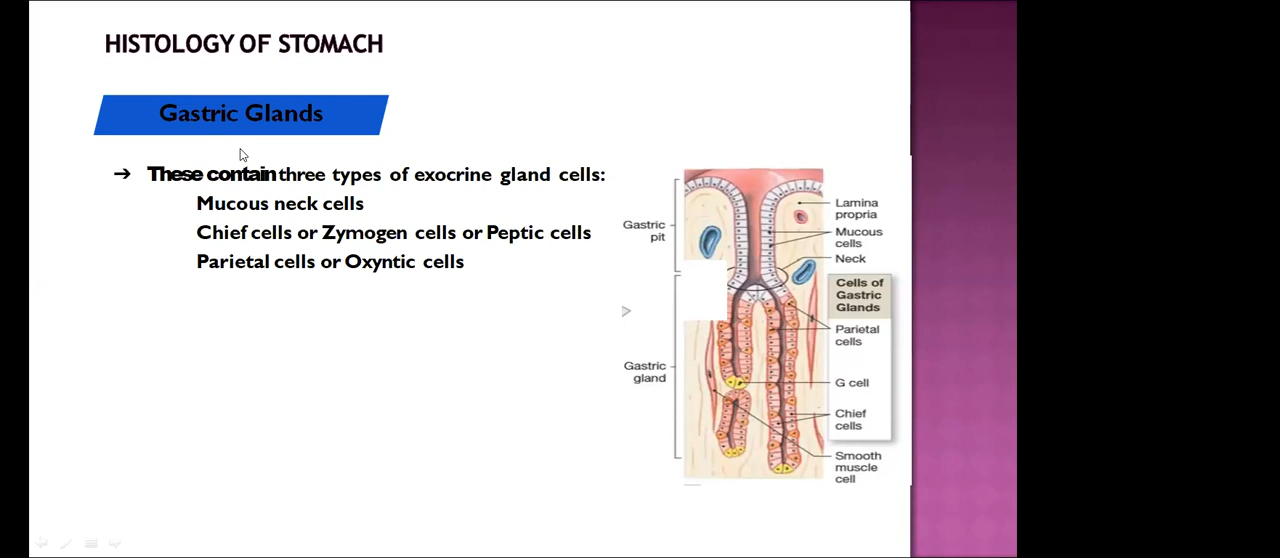 HISTOLOGY OF STOMACH
Gastric Glands
➔ These contain three types of exocrine gland cells:
Mucous neck cells
Chief cells or Zymogen cells or Peptic cells
Parietal cells or Oxyntic cells
Gastric
pit
Gastric
gland
Lamina
propria
Mucous
cells
Neck
Cells of
Gastric
Glands
Parietal
cells
G cell
Chief
cells
Smooth
muscle
cell